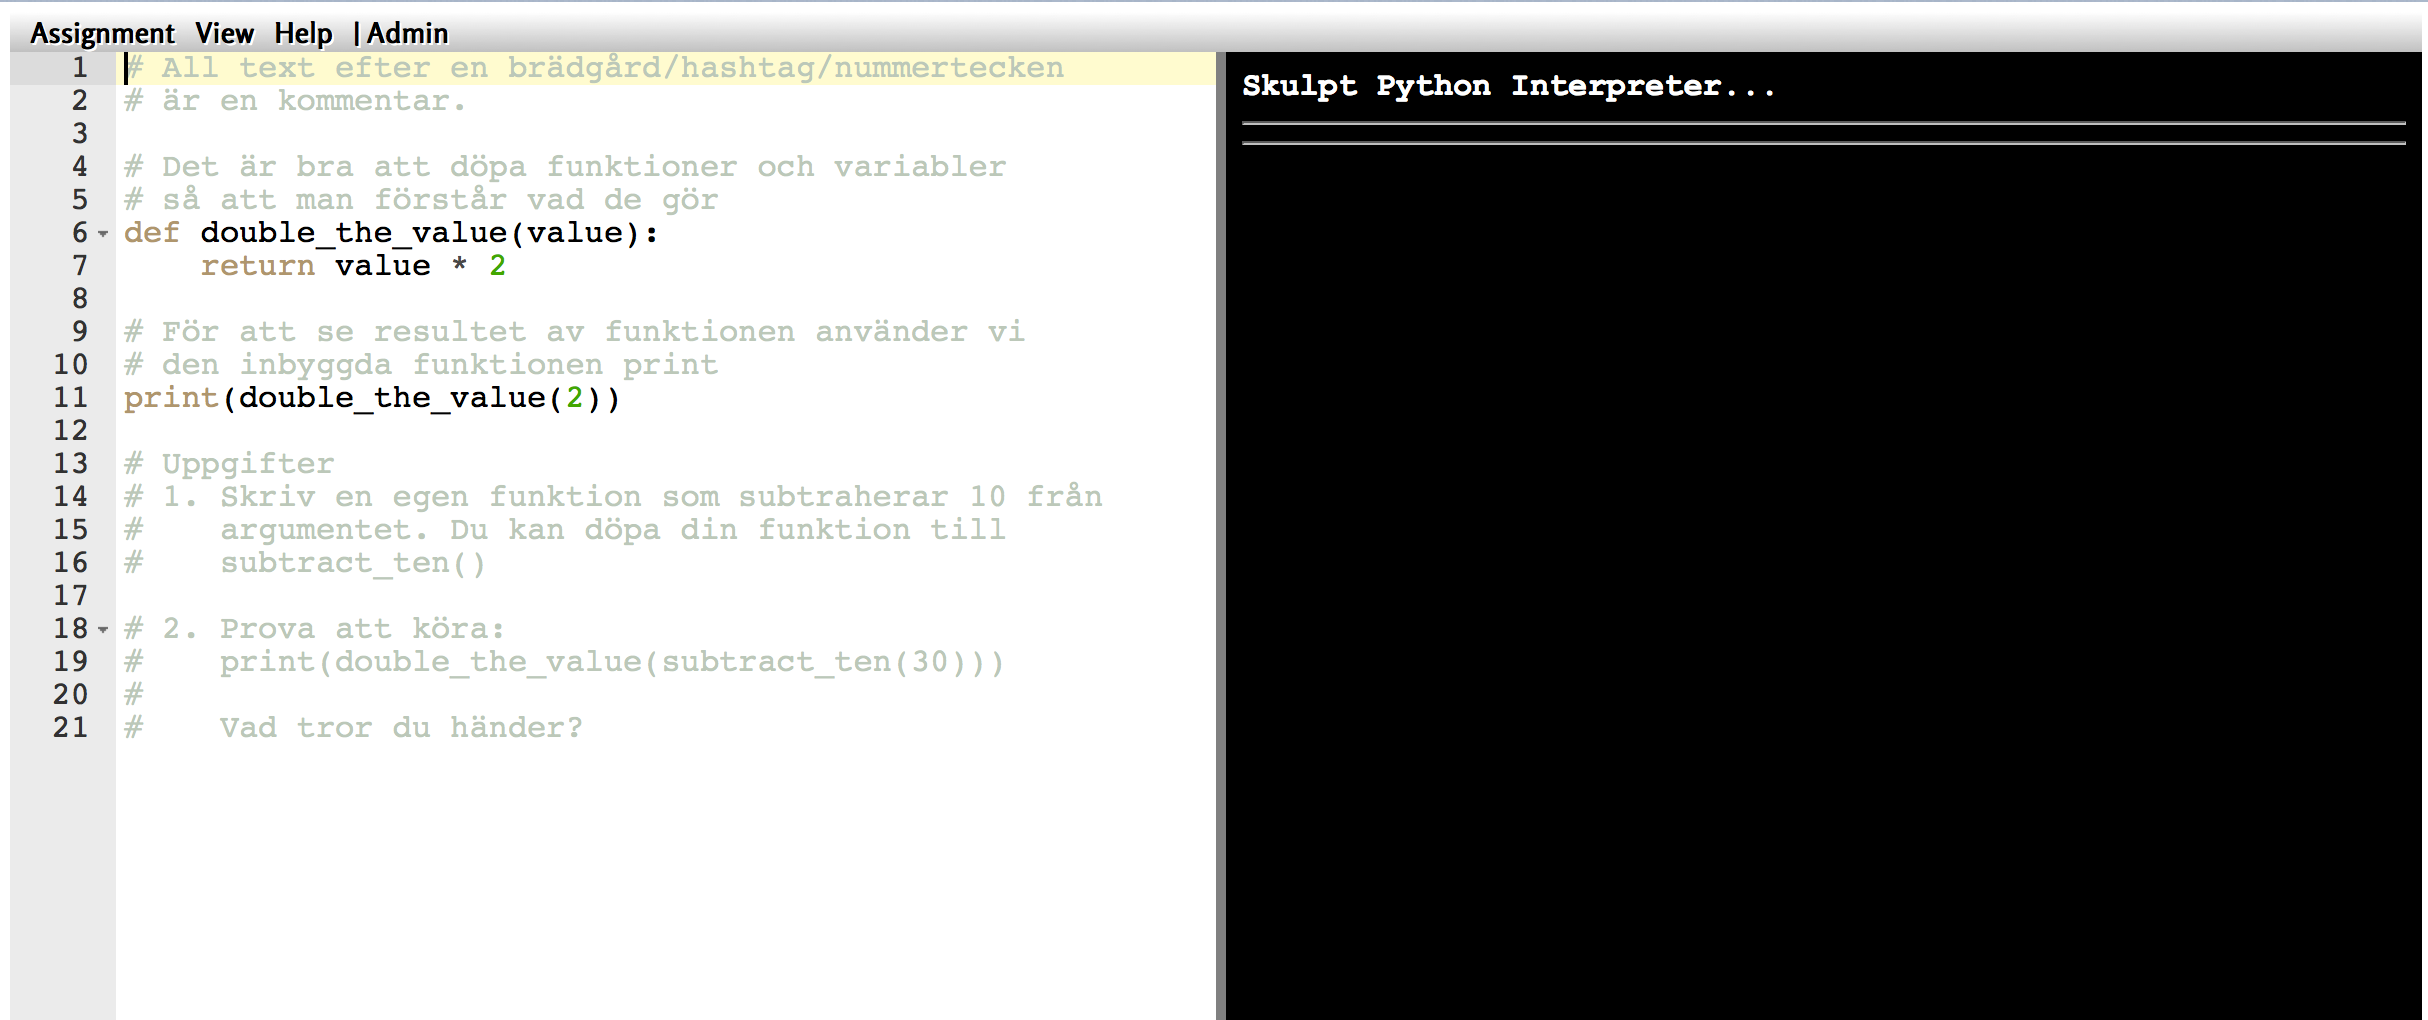 Assignment View Help | Admin
1 # All text efter en brädgård/hashtag/nummertecken
2 # är en kommentar.
3
4 # Det är bra att döpa funktioner och variabler
5 # så att man förstår vad de gör
6 def double_the_value(value):
7 return value * 2
8
9 # För att se resultet av funktionen använder vi
10 # den inbyggda funktionen print
11 print(double_the_value(2))
12
13 # Uppgifter
14 # 1. Skriv en egen funktion som subtraherar 10 från
15 # argumentet. Du kan döpa din funktion till
16 # subtract_ten()
17
18 # 2. Prova att köra:
19 # print(double_the_value(subtract_ten(30)))
20 #
21 # Vad tror du händer?
Skulpt Python Interpreter...